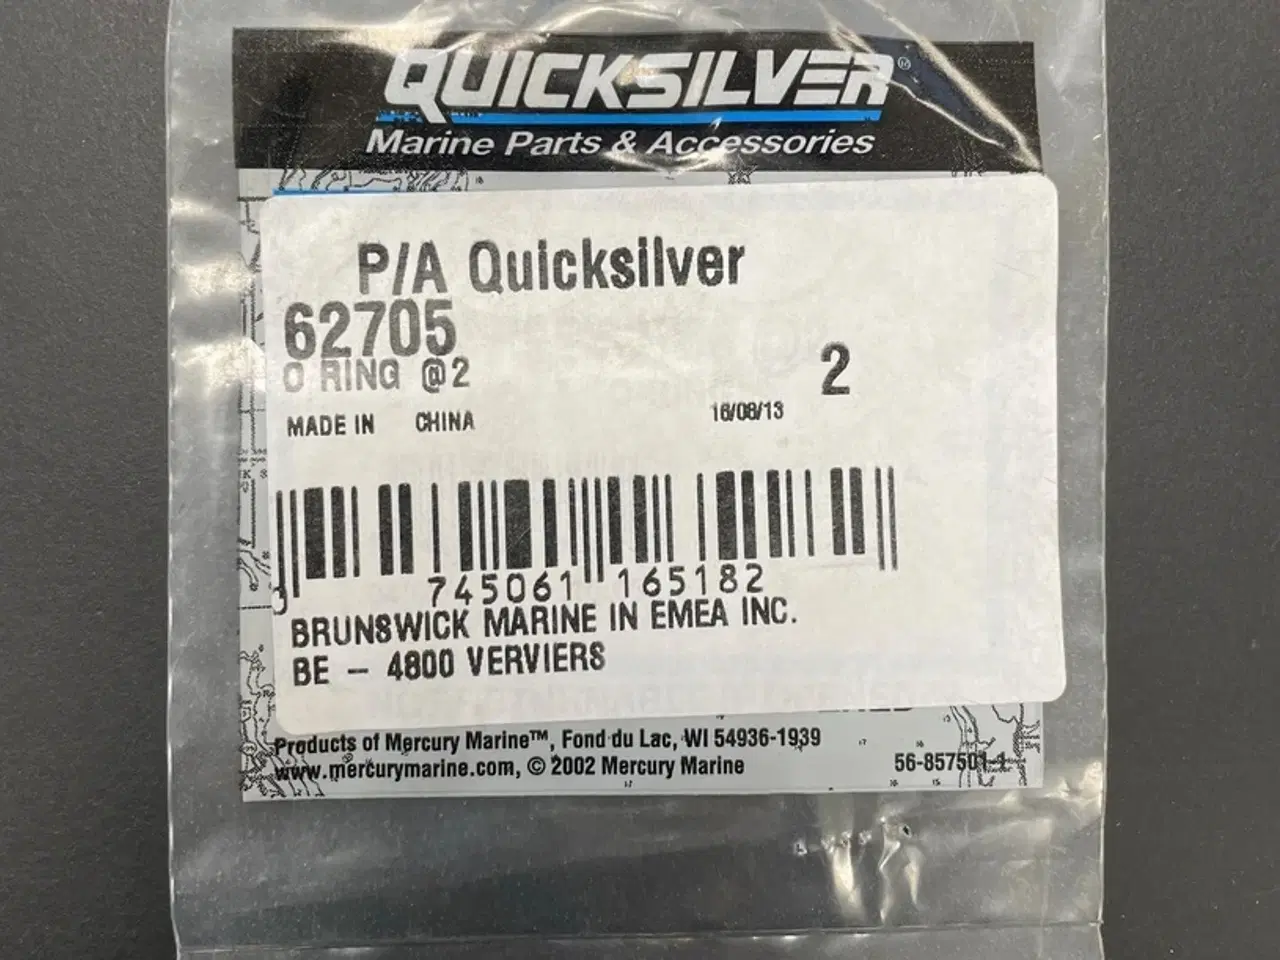 QUICKSILVER®
Marine Parts & Accessories
P/A Quicksilver
62705
O RING @2
2
MADE IN CHINA
16/08/13
745061 165182
BRUNSWICK MARINE IN EMEA INC.
BE - 4800 VERVIERS
Products of Mercury Marine™, Fond du Lac, WI 54936-1939
www.mercurymarine.com, © 2002 Mercury Marine
56-857501-1